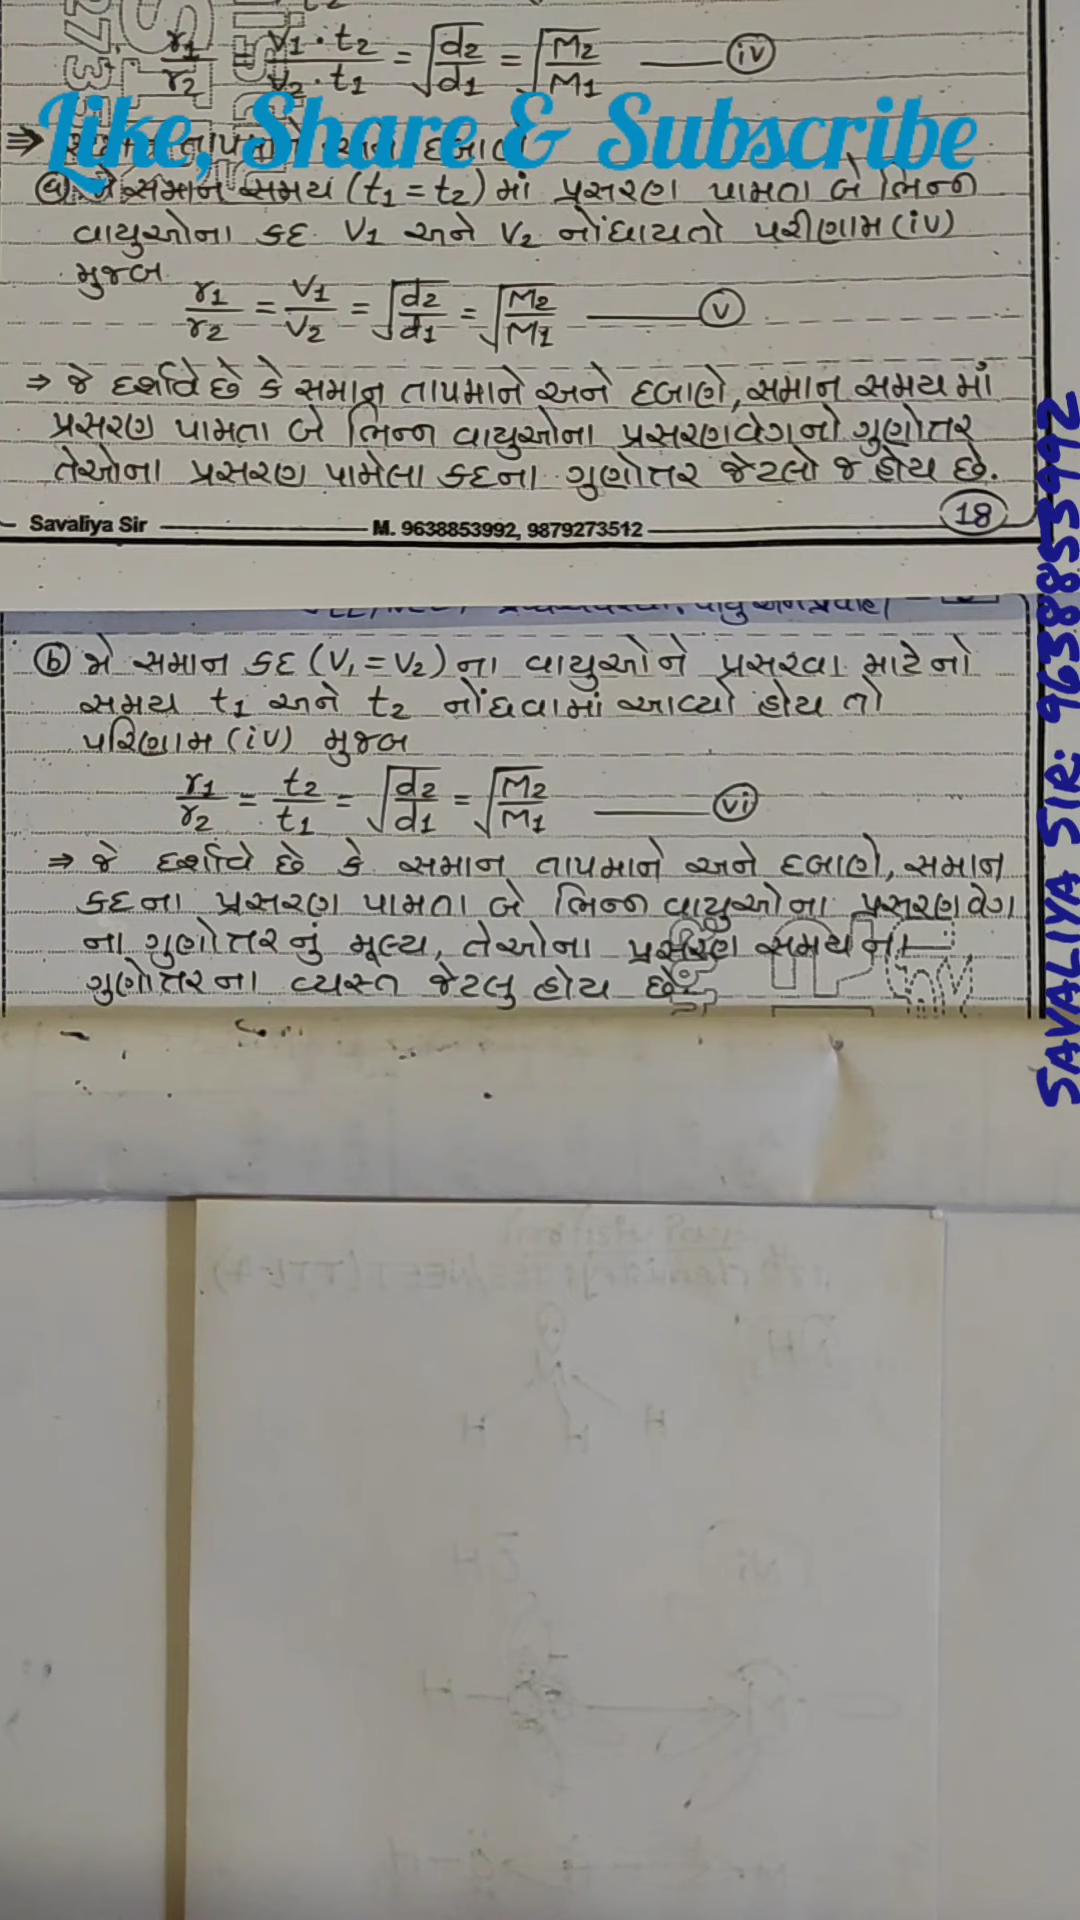 r1/r2 = V1·t2/V2·t1 = √d2/d1 = √M2/M1 —— iv
Like, Share & Subscribe
ⓐ જો સમાન સમય (t1 = t2) માં પ્રસરણ પામતા બે ભિન્ન
વાયુઓના કદ V1 અને V2 નોંધાયતો પરીણામ (iv)
મુજબ
r1/r2 = V1/V2 = √d2/d1 = √M2/M1 —— v
⇒ જે દર્શાવે છે કે સમાન તાપમાને અને દબાણે, સમાન સમય માં
પ્રસરણ પામતા બે ભિન્ન વાયુઓના પ્રસરણવેગનો ગુણોતર
તેઓના પ્રસરણ પામેલા કદના ગુણોતર જેટલો જ હોય છે.
18
Savaliya Sir M. 9638853992, 9879273512
ⓑ જો સમાન કદ (V1 = V2) ના વાયુઓને પ્રસરવા માટેનો
સમય t1 અને t2 નોંધવામાં આવ્યો હોય તો
પરિણામ (iv) મુજબ
r1/r2 = t2/t1 = √d2/d1 = √M2/M1 —— vi
⇒ જે દર્શાવે છે કે સમાન તાપમાને અને દબાણે, સમાન
કદના પ્રસરણ પામતા બે ભિન્ન વાયુઓના પ્રસરણવેગ
ના ગુણોતરનું મૂલ્ય, તેઓના પ્રસરણ સમયના
ગુણોતરના વ્યસ્ત જેટલુ હોય છે.
SAVALIYA SIR: 9638853992